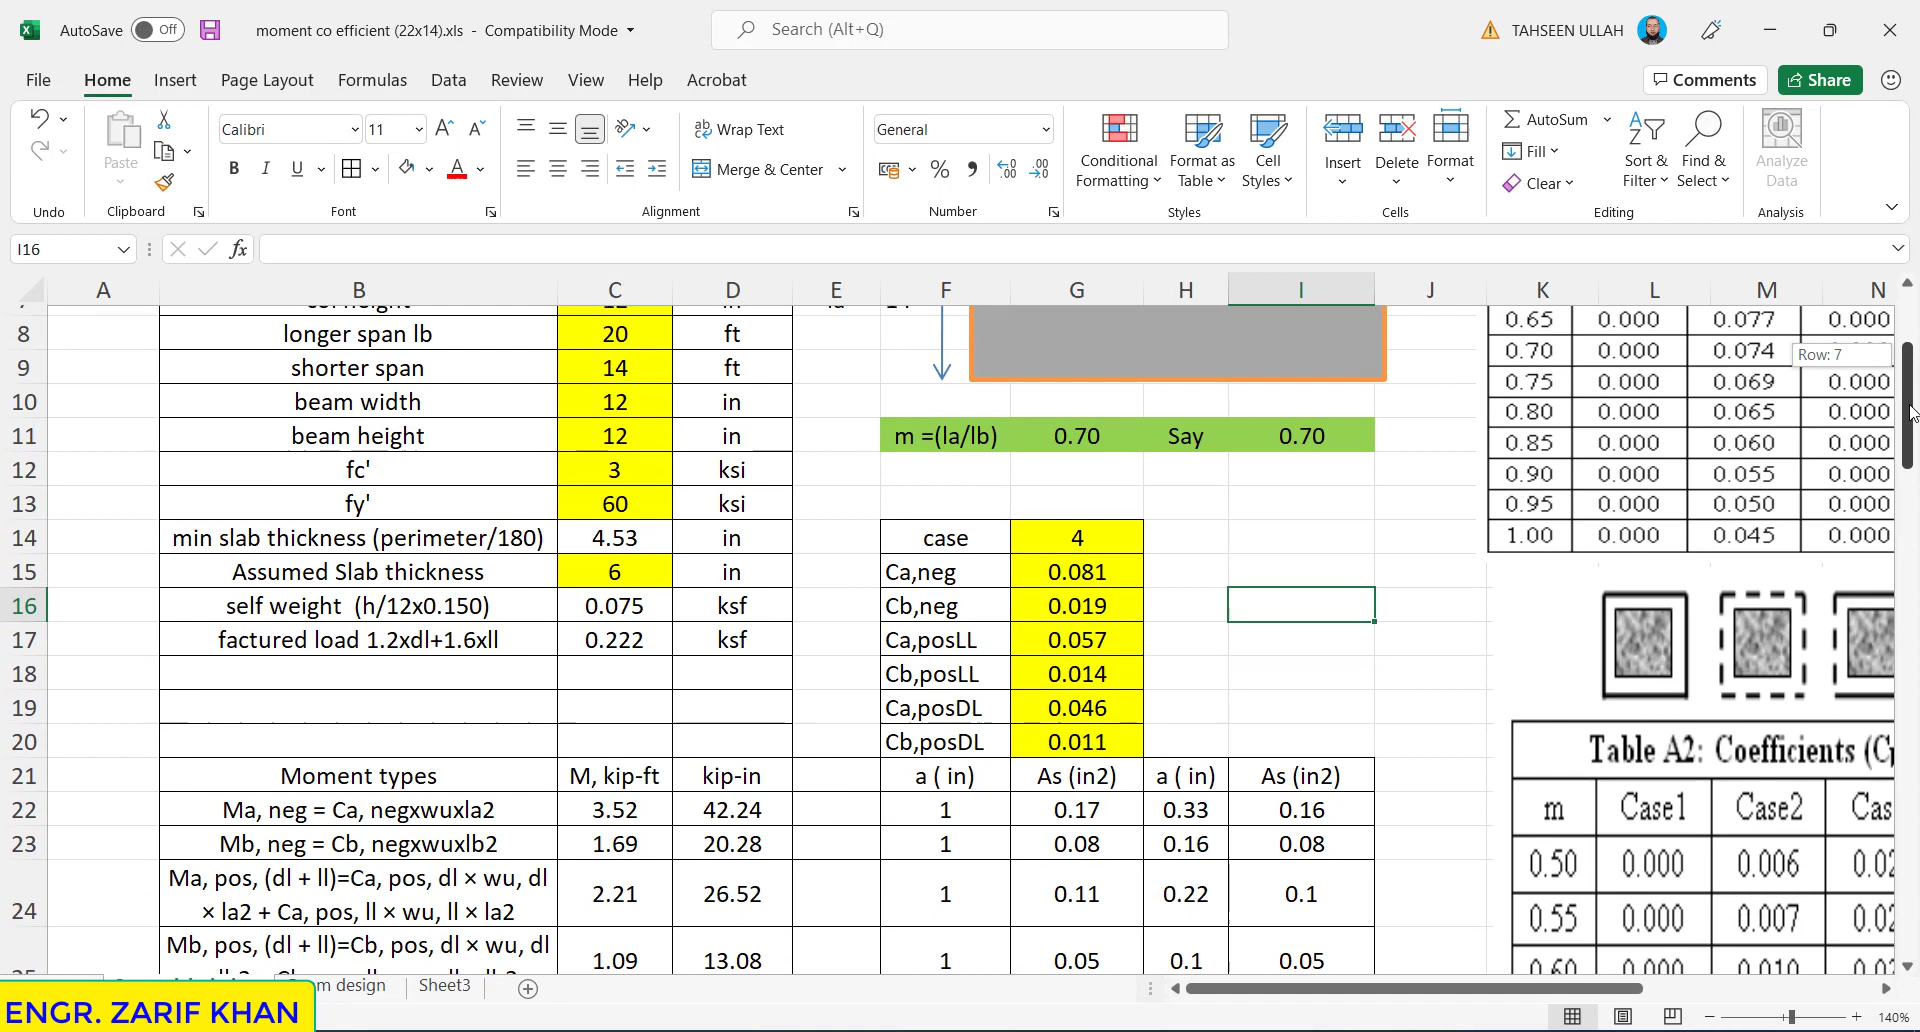 AutoSave Off moment co efficient (22x14).xls - Compatibility Mode Search (Alt+Q) TAHSEEN ULLAH
File Home Insert Page Layout Formulas Data Review View Help Acrobat Comments Share
Calibri 11 Wrap Text General AutoSum
Paste B I U Merge & Center % Conditional Formatting Format as Table Cell Styles Insert Delete Format Fill Clear Sort & Filter Find & Select Analyze Data
Undo Clipboard Font Alignment Number Styles Cells Editing Analysis
I16 fx
A B C D E F G H I J K L M N
0.65 0.000 0.077 0.000
8 longer span lb 20 ft 0.70 0.000 0.074 Row: 7
9 shorter span 14 ft 0.75 0.000 0.069 0.000
10 beam width 12 in 0.80 0.000 0.065 0.000
11 beam height 12 in m =(la/lb) 0.70 Say 0.70 0.85 0.000 0.060 0.000
12 fc' 3 ksi 0.90 0.000 0.055 0.000
13 fy' 60 ksi 0.95 0.000 0.050 0.000
14 min slab thickness (perimeter/180) 4.53 in case 4 1.00 0.000 0.045 0.000
15 Assumed Slab thickness 6 in Ca,neg 0.081
16 self weight (h/12x0.150) 0.075 ksf Cb,neg 0.019
17 factured load 1.2xdl+1.6xll 0.222 ksf Ca,posLL 0.057
18 Cb,posLL 0.014
19 Ca,posDL 0.046
20 Cb,posDL 0.011 Table A2: Coefficients
21 Moment types M, kip-ft kip-in a ( in) As (in2) a ( in) As (in2)
22 Ma, neg = Ca, negxwuxla2 3.52 42.24 1 0.17 0.33 0.16 m Case1 Case2 Cas
23 Mb, neg = Cb, negxwuxlb2 1.69 20.28 1 0.08 0.16 0.08 0.50 0.000 0.006 0.02
24 Ma, pos, (dl + ll)=Ca, pos, dl × wu, dl 2.21 26.52 1 0.11 0.22 0.1 0.55 0.000 0.007 0.02
× la2 + Ca, pos, ll × wu, ll × la2
Mb, pos, (dl + ll)=Cb, pos, dl × wu, dl 1.09 13.08 1 0.05 0.1 0.05 0.60 0.000 0.010
m design Sheet3
ENGR. ZARIF KHAN
140%